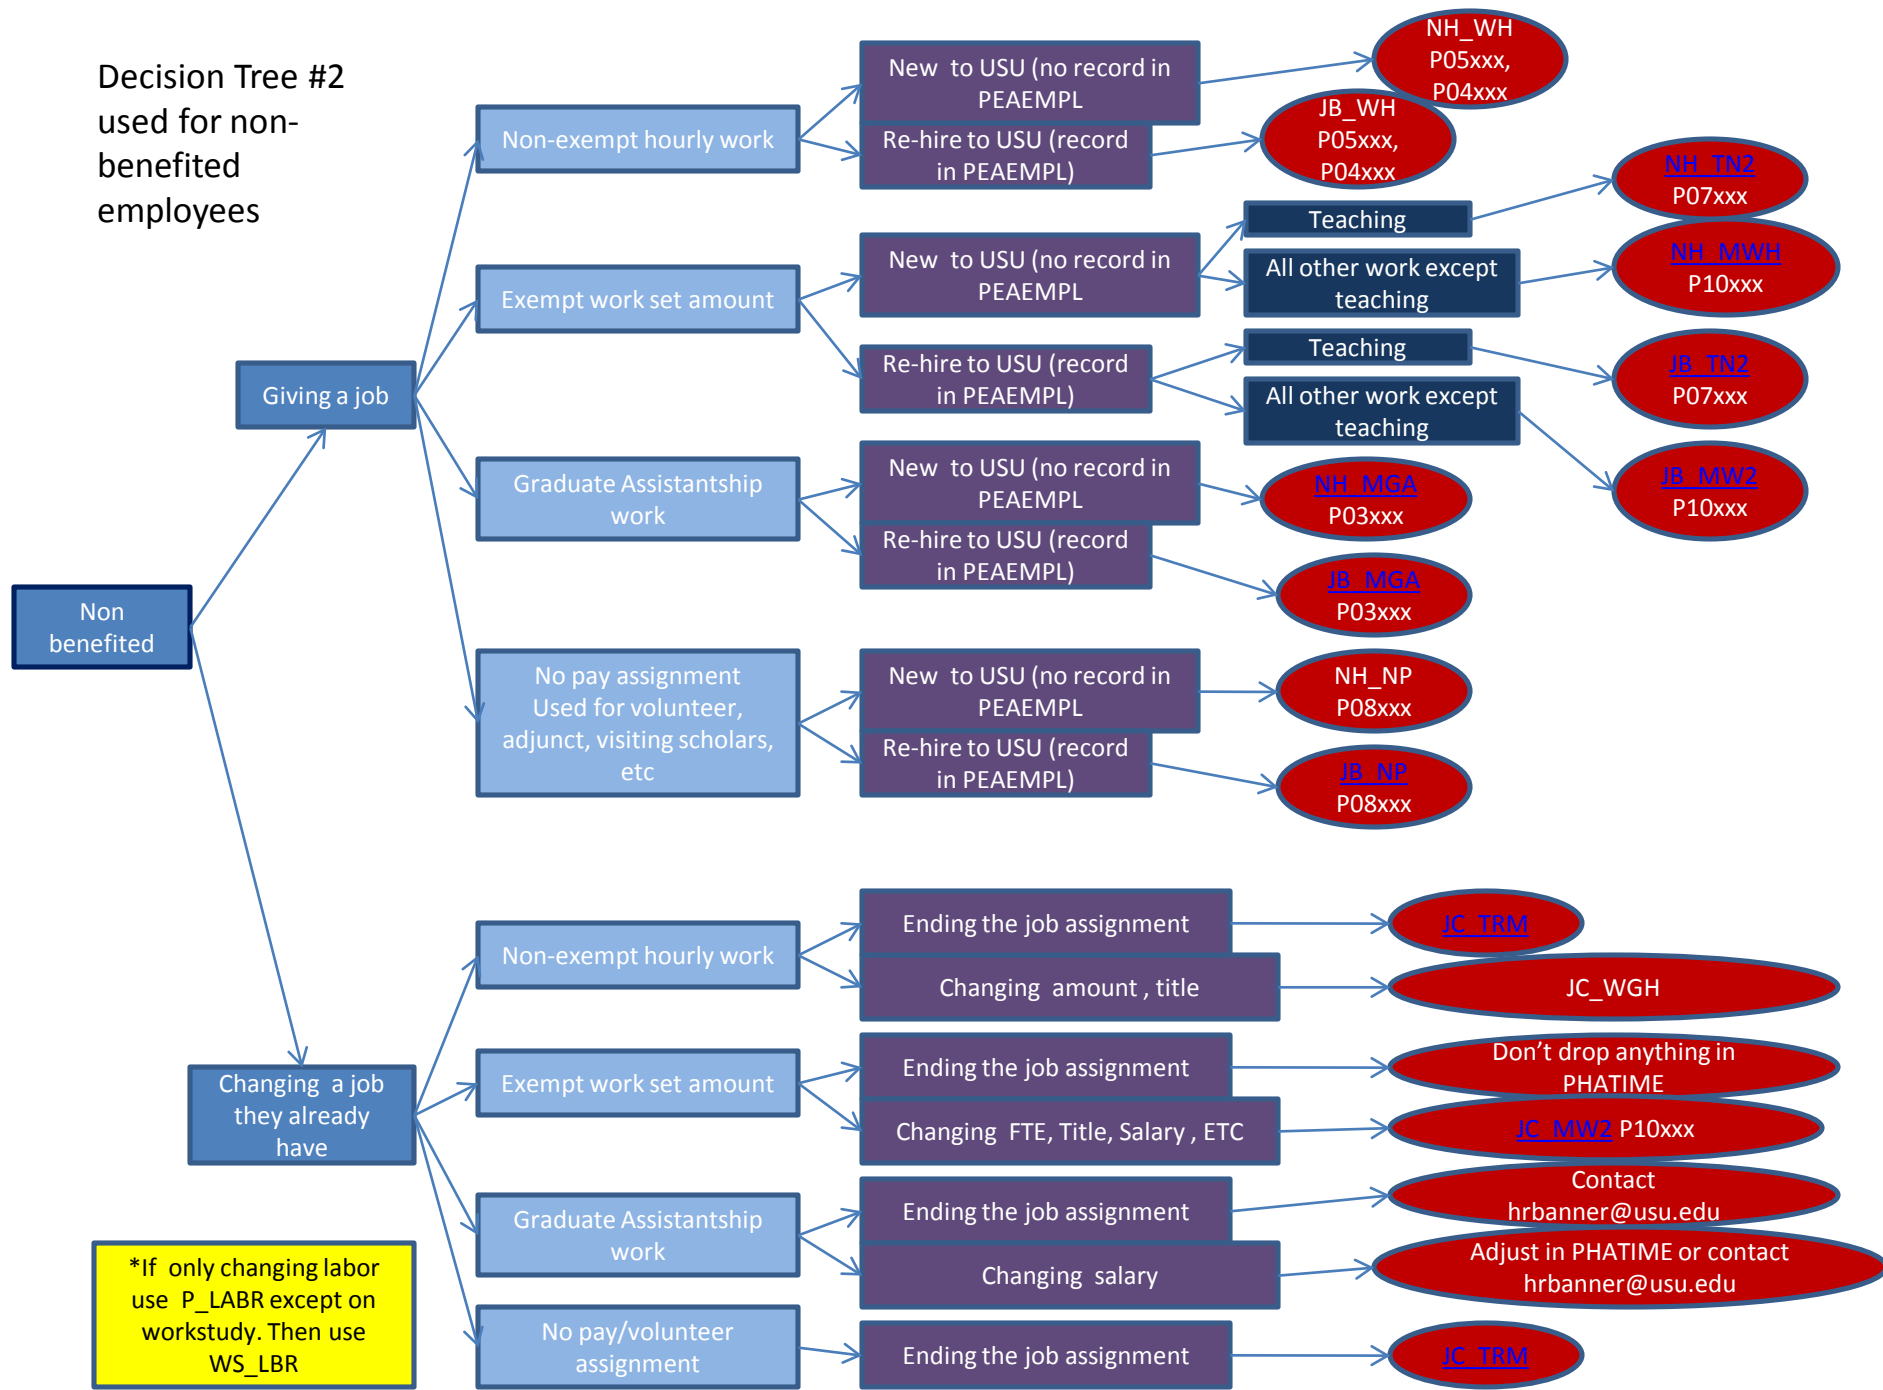 Decision Tree #2
used for non-
benefited
employees
Non
benefited
Giving a job
Non-exempt hourly work
New  to USU (no record in
PEAEMPL
NH_WH
P05xxx,
P04xxx
Re-hire to USU (record
in PEAEMPL)
JB_WH
P05xxx,
P04xxx
Exempt work set amount
New  to USU (no record in
PEAEMPL
Teaching
NH_TN2
P07xxx
All other work except
teaching
NH_MWH
P10xxx
Re-hire to USU (record
in PEAEMPL)
Teaching
JB_TN2
P07xxx
All other work except
teaching
JB_MW2
P10xxx
Graduate Assistantship
work
New  to USU (no record in
PEAEMPL
NH_MGA
P03xxx
Re-hire to USU (record
in PEAEMPL)
JB_MGA
P03xxx
No pay assignment
Used for volunteer,
adjunct, visiting scholars,
etc
New  to USU (no record in
PEAEMPL
NH_NP
P08xxx
Re-hire to USU (record
in PEAEMPL)
JB_NP
P08xxx
Changing  a job
they already
have
Non-exempt hourly work
Ending the job assignment
JC_TRM
Changing  amount , title
JC_WGH
Exempt work set amount
Ending the job assignment
Don’t drop anything in
PHATIME
Changing  FTE, Title, Salary , ETC
JC_MW2 P10xxx
Graduate Assistantship
work
Ending the job assignment
Contact
hrbanner@usu.edu
Changing  salary
Adjust in PHATIME or contact
hrbanner@usu.edu
No pay/volunteer
assignment
Ending the job assignment
JC_TRM
*If  only changing labor
use  P_LABR except on
workstudy. Then use
WS_LBR